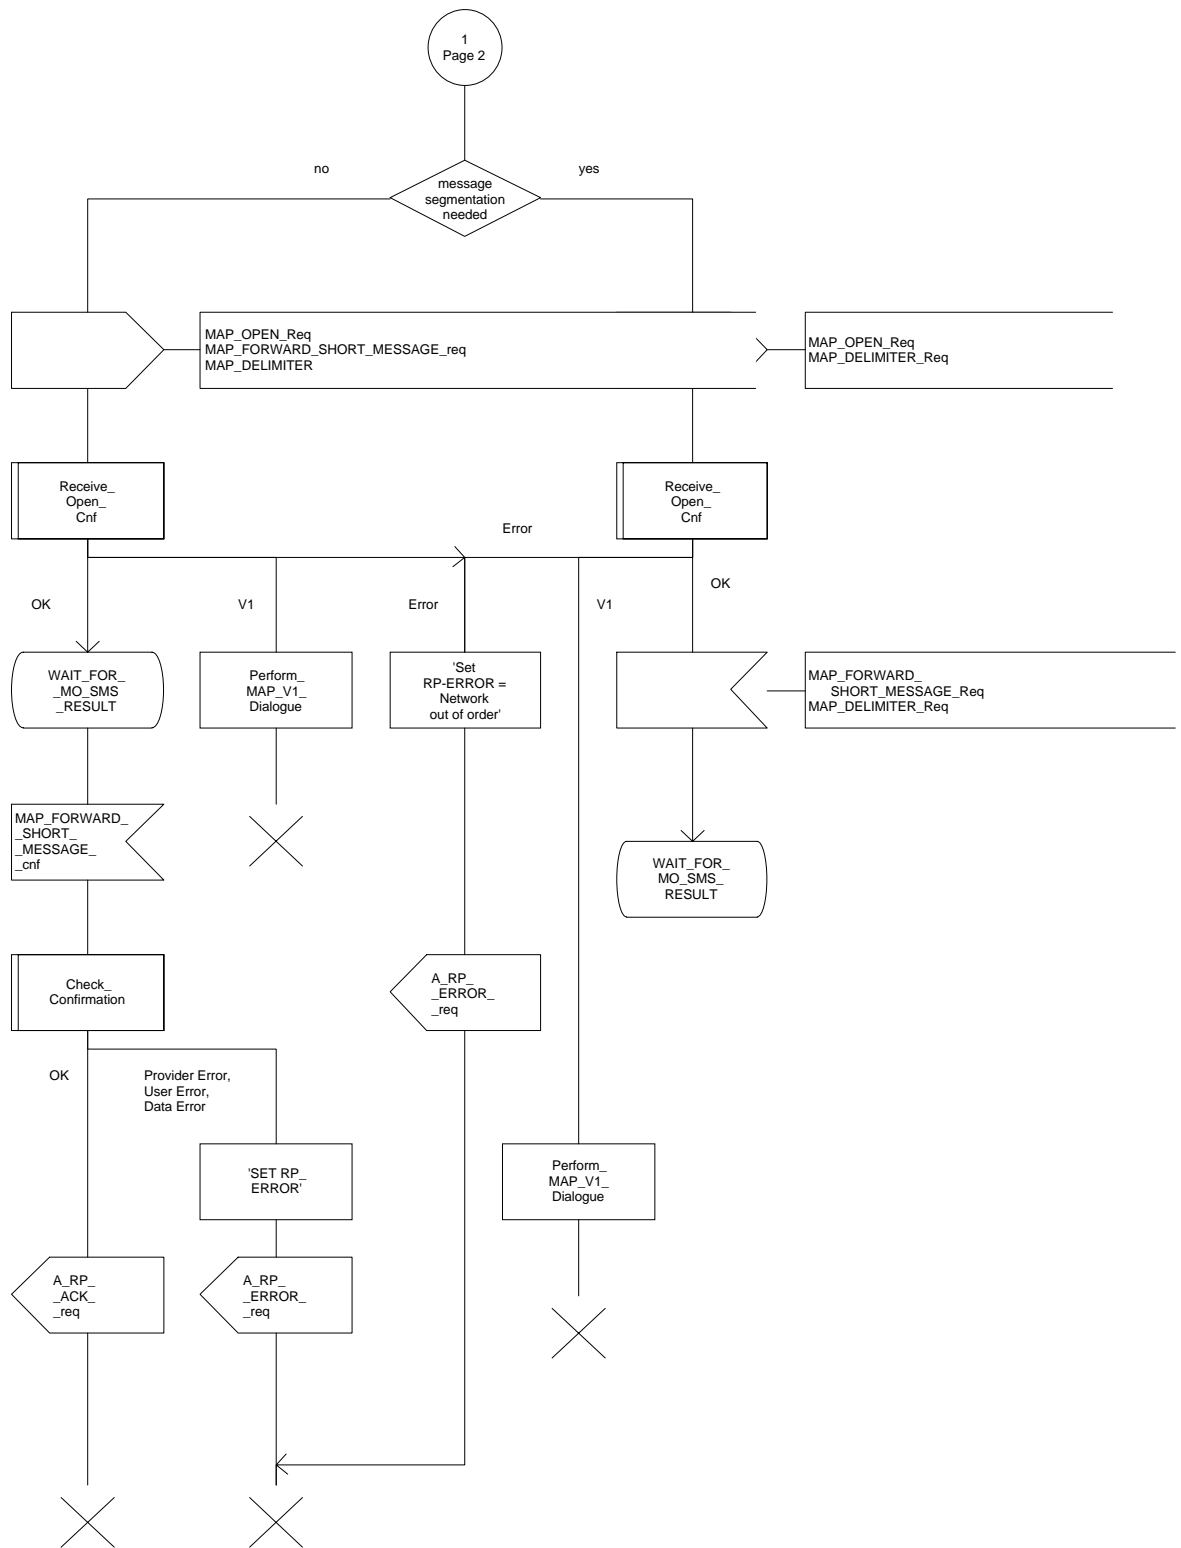 1
Page 2
no
yes
message
segmentation
needed
MAP_OPEN_Req
MAP_FORWARD_SHORT_MESSAGE_req
MAP_DELIMITER
MAP_OPEN_Req
MAP_DELIMITER_Req
Receive_
Open_
Cnf
Receive_
Open_
Cnf
Error
OK
V1
Error
V1
OK
WAIT_FOR_
_MO_SMS
_RESULT
Perform_
MAP_V1_
Dialogue
'Set
RP-ERROR =
Network
out of order'
MAP_FORWARD_
SHORT_MESSAGE_Req
MAP_DELIMITER_Req
MAP_FORWARD_
_SHORT_
_MESSAGE_
_cnf
WAIT_FOR_
MO_SMS_
RESULT
Check_
Confirmation
A_RP_
_ERROR_
_req
OK
Provider Error,
User Error,
Data Error
'SET RP_
ERROR'
Perform_
MAP_V1_
Dialogue
A_RP_
_ACK_
_req
A_RP_
_ERROR_
_req